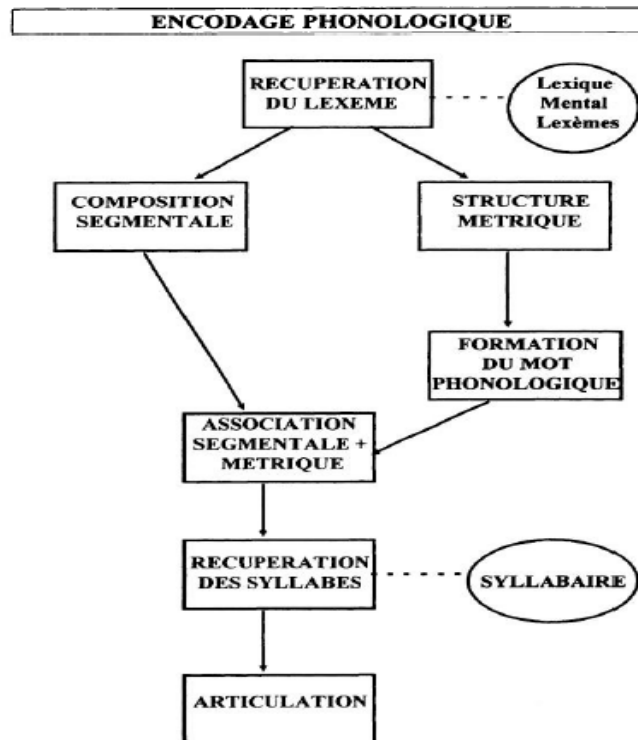 ENCODAGE PHONOLOGIQUE
RECUPERATION
DU LEXEME
Lexique
Mental
Lexèmes
COMPOSITION
SEGMENTALE
STRUCTURE
METRIQUE
FORMATION
DU MOT
PHONOLOGIQUE
ASSOCIATION
SEGMENTALE +
METRIQUE
RECUPERATION
DES SYLLABES
SYLLABAIRE
ARTICULATION